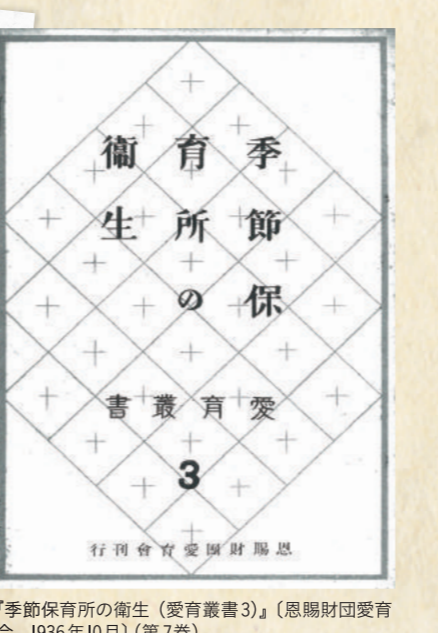 季節保
育所の
衞生
愛育叢書
3
恩賜財團愛育會刊行
『季節保育所の衛生（愛育叢書3）』〔恩賜財団愛育
会、1936年10月〕（第7巻）